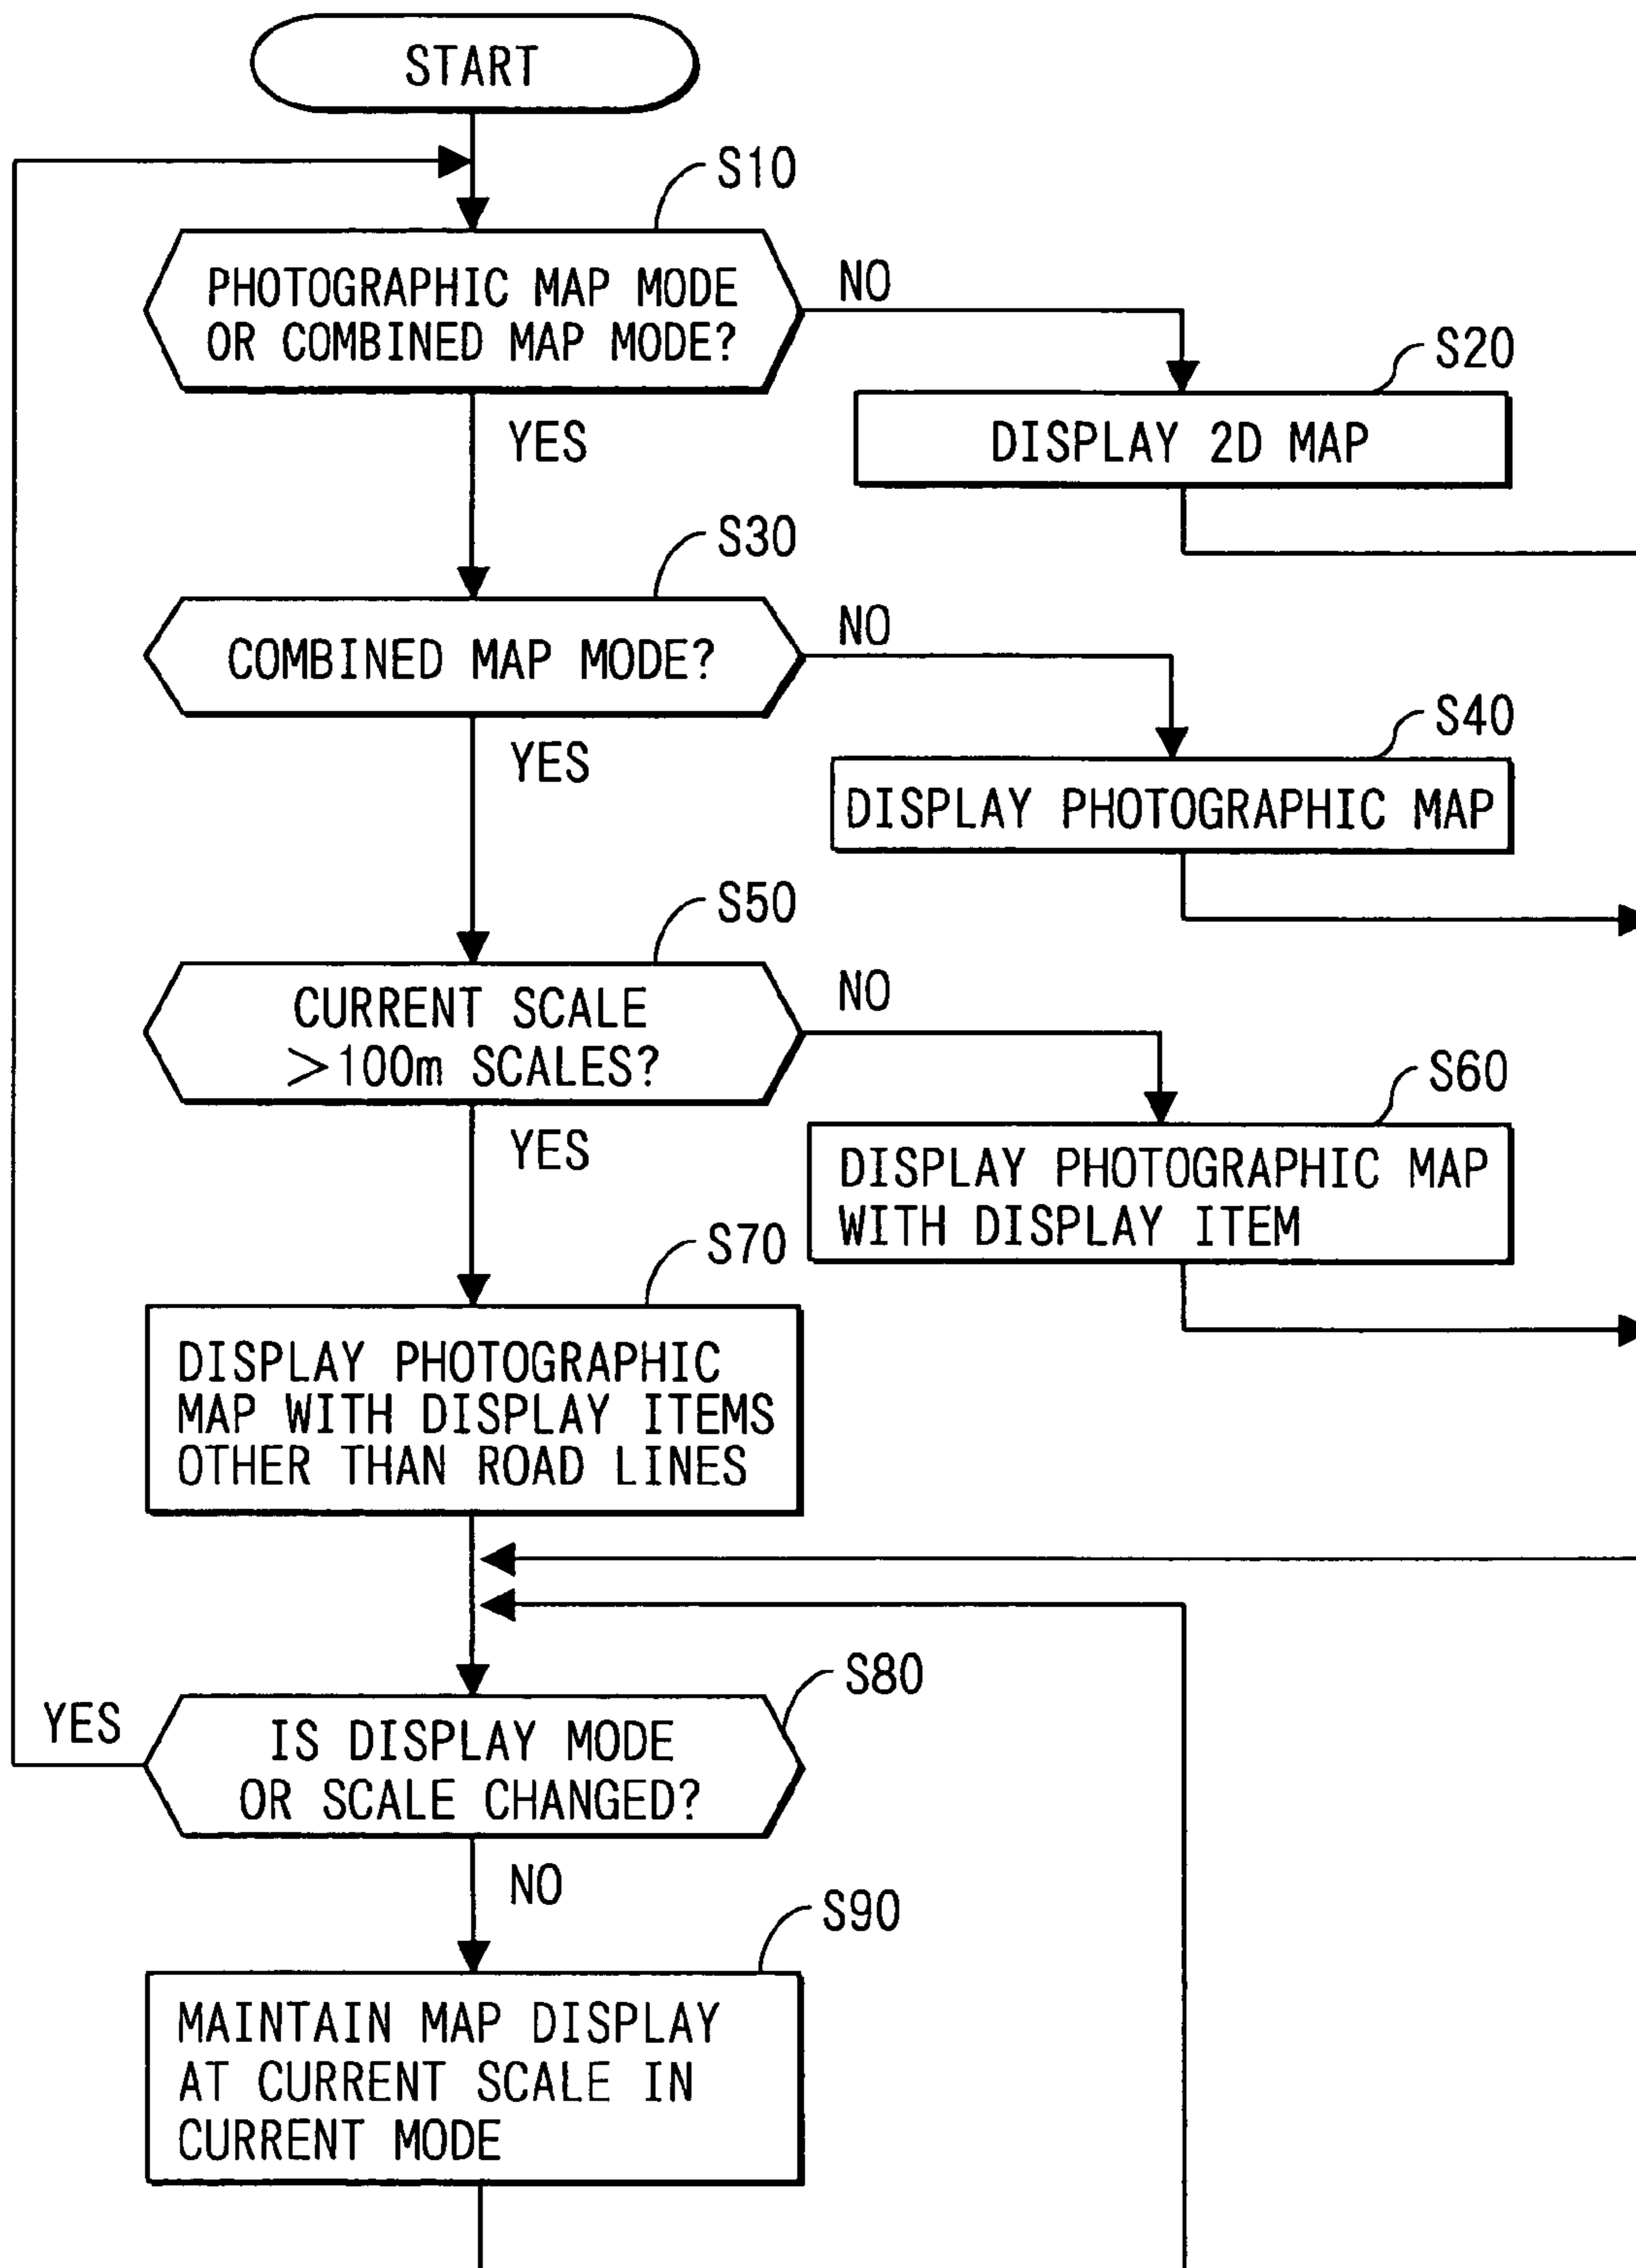 START
S10
PHOTOGRAPHIC MAP MODE
OR COMBINED MAP MODE?
NO
YES
S20
DISPLAY 2D MAP
S30
COMBINED MAP MODE?
NO
YES
S40
DISPLAY PHOTOGRAPHIC MAP
S50
CURRENT SCALE
>100m SCALES?
NO
YES
S60
DISPLAY PHOTOGRAPHIC MAP
WITH DISPLAY ITEM
S70
DISPLAY PHOTOGRAPHIC
MAP WITH DISPLAY ITEMS
OTHER THAN ROAD LINES
S80
YES
IS DISPLAY MODE
OR SCALE CHANGED?
NO
S90
MAINTAIN MAP DISPLAY
AT CURRENT SCALE IN
CURRENT MODE